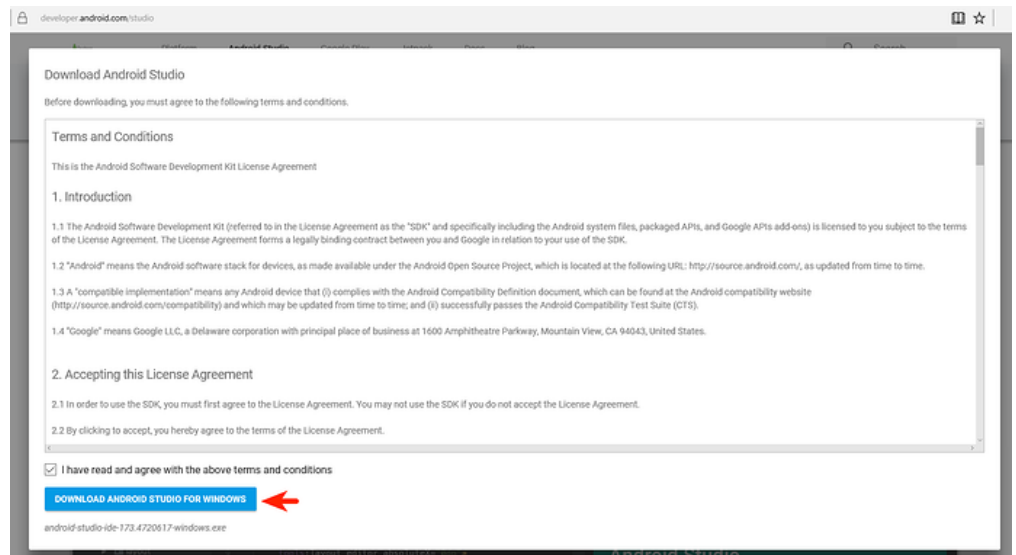 developer.android.com/studio
Platform Android Studio Google Play Jetpack Docs Blog Search
Download Android Studio
Before downloading, you must agree to the following terms and conditions.
Terms and Conditions
This is the Android Software Development Kit License Agreement
1. Introduction
1.1 The Android Software Development Kit (referred to in the License Agreement as the "SDK" and specifically including the Android system files, packaged APIs, and Google APIs add-ons) is licensed to you subject to the terms
of the License Agreement. The License Agreement forms a legally binding contract between you and Google in relation to your use of the SDK.
1.2 "Android" means the Android software stack for devices, as made available under the Android Open Source Project, which is located at the following URL: http://source.android.com/, as updated from time to time.
1.3 A "compatible implementation" means any Android device that (i) complies with the Android Compatibility Definition document, which can be found at the Android compatibility website
(http://source.android.com/compatibility) and which may be updated from time to time; and (ii) successfully passes the Android Compatibility Test Suite (CTS).
1.4 "Google" means Google LLC, a Delaware corporation with principal place of business at 1600 Amphitheatre Parkway, Mountain View, CA 94043, United States.
2. Accepting this License Agreement
2.1 In order to use the SDK, you must first agree to the License Agreement. You may not use the SDK if you do not accept the License Agreement.
2.2 By clicking to accept, you hereby agree to the terms of the License Agreement.
I have read and agree with the above terms and conditions
DOWNLOAD ANDROID STUDIO FOR WINDOWS
android-studio-ide-173.4720617-windows.exe
Android Studio